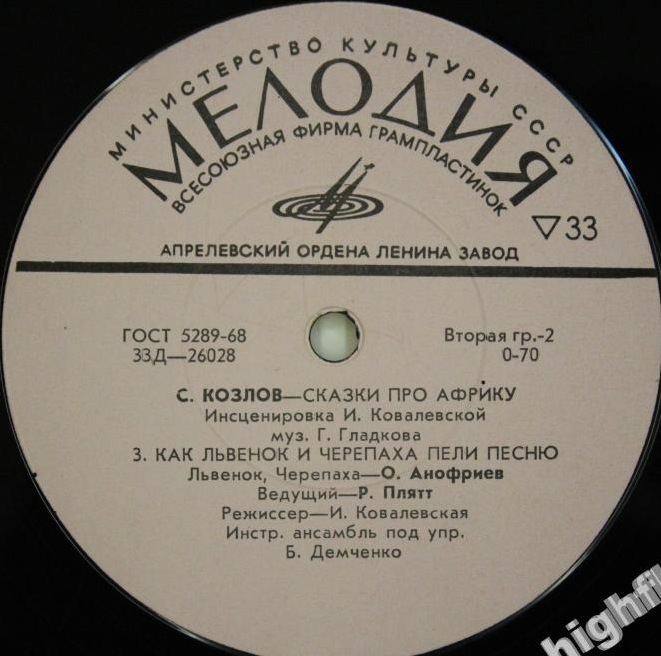 МИНИСТЕРСТВО КУЛЬТУРЫ СССР
МЕЛОДИЯ
ВСЕСОЮЗНАЯ ФИРМА ГРАМПЛАСТИНОК
▽33
АПРЕЛЕВСКИЙ ОРДЕНА ЛЕНИНА ЗАВОД
ГОСТ 5289-68
33Д—26028
Вторая гр.-2
0-70
С. КОЗЛОВ—СКАЗКИ ПРО АФРИКУ
Инсценировка И. Ковалевской
муз. Г. Гладкова
3. КАК ЛЬВЕНОК И ЧЕРЕПАХА ПЕЛИ ПЕСНЮ
Львенок, Черепаха—О. Анофриев
Ведущий—Р. Плятт
Режиссер—И. Ковалевская
Инстр. ансамбль под упр.
Б. Демченко